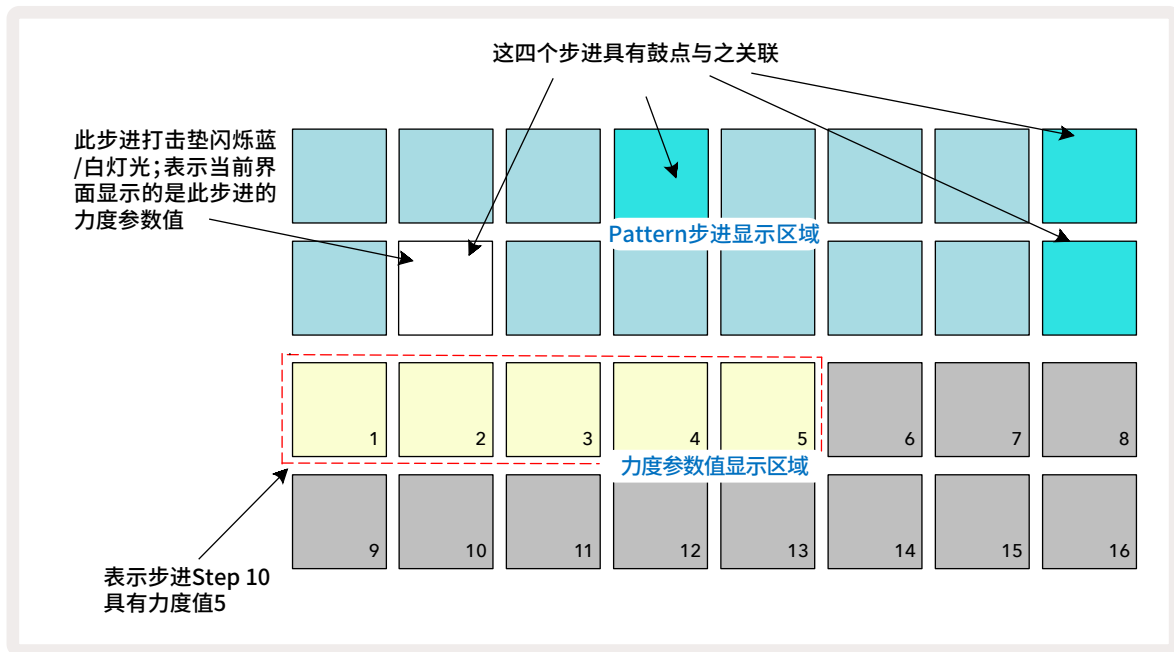 这四个步进具有鼓点与之关联
此步进打击垫闪烁蓝
/白灯光；表示当前界
面显示的是此步进的
力度参数值
Pattern步进显示区域
1 2 3 4 5 6 7 8
力度参数值显示区域
9 10 11 12 13 14 15 16
表示步进Step 10
具有力度值5